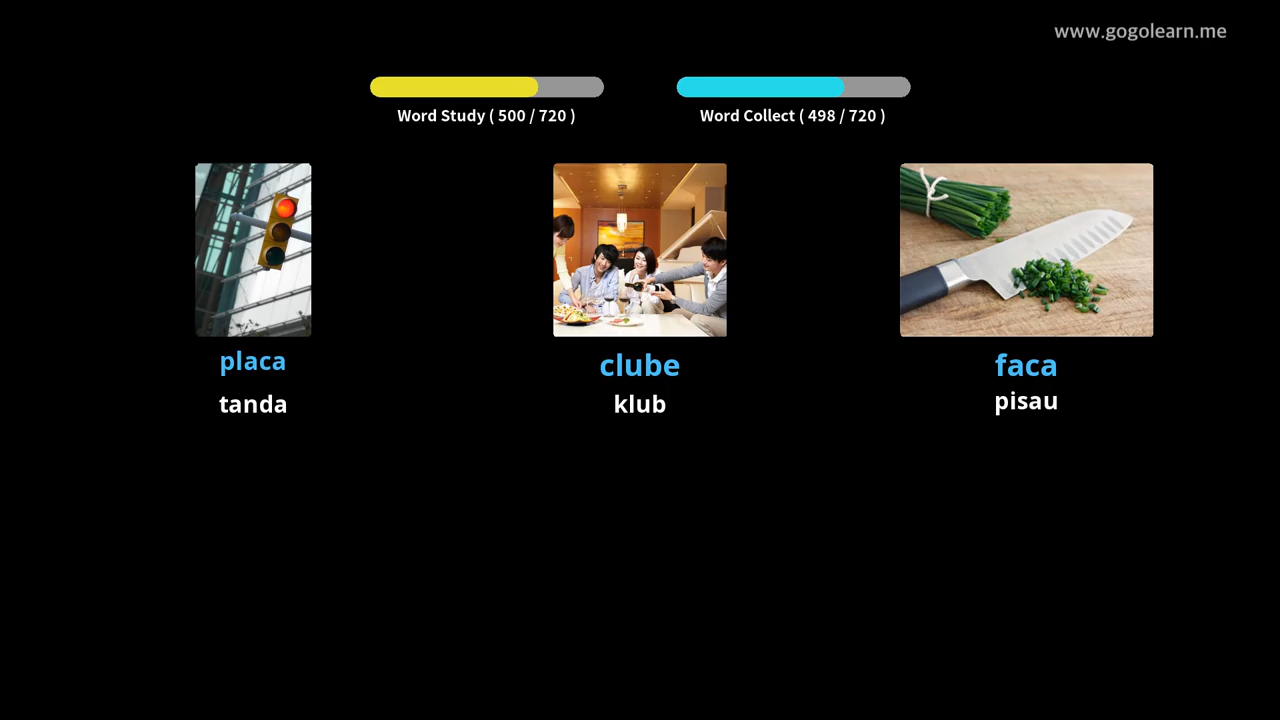 www.gogolearn.me
Word Study ( 500 / 720 )
Word Collect ( 498 / 720 )
placa
tanda
clube
klub
faca
pisau